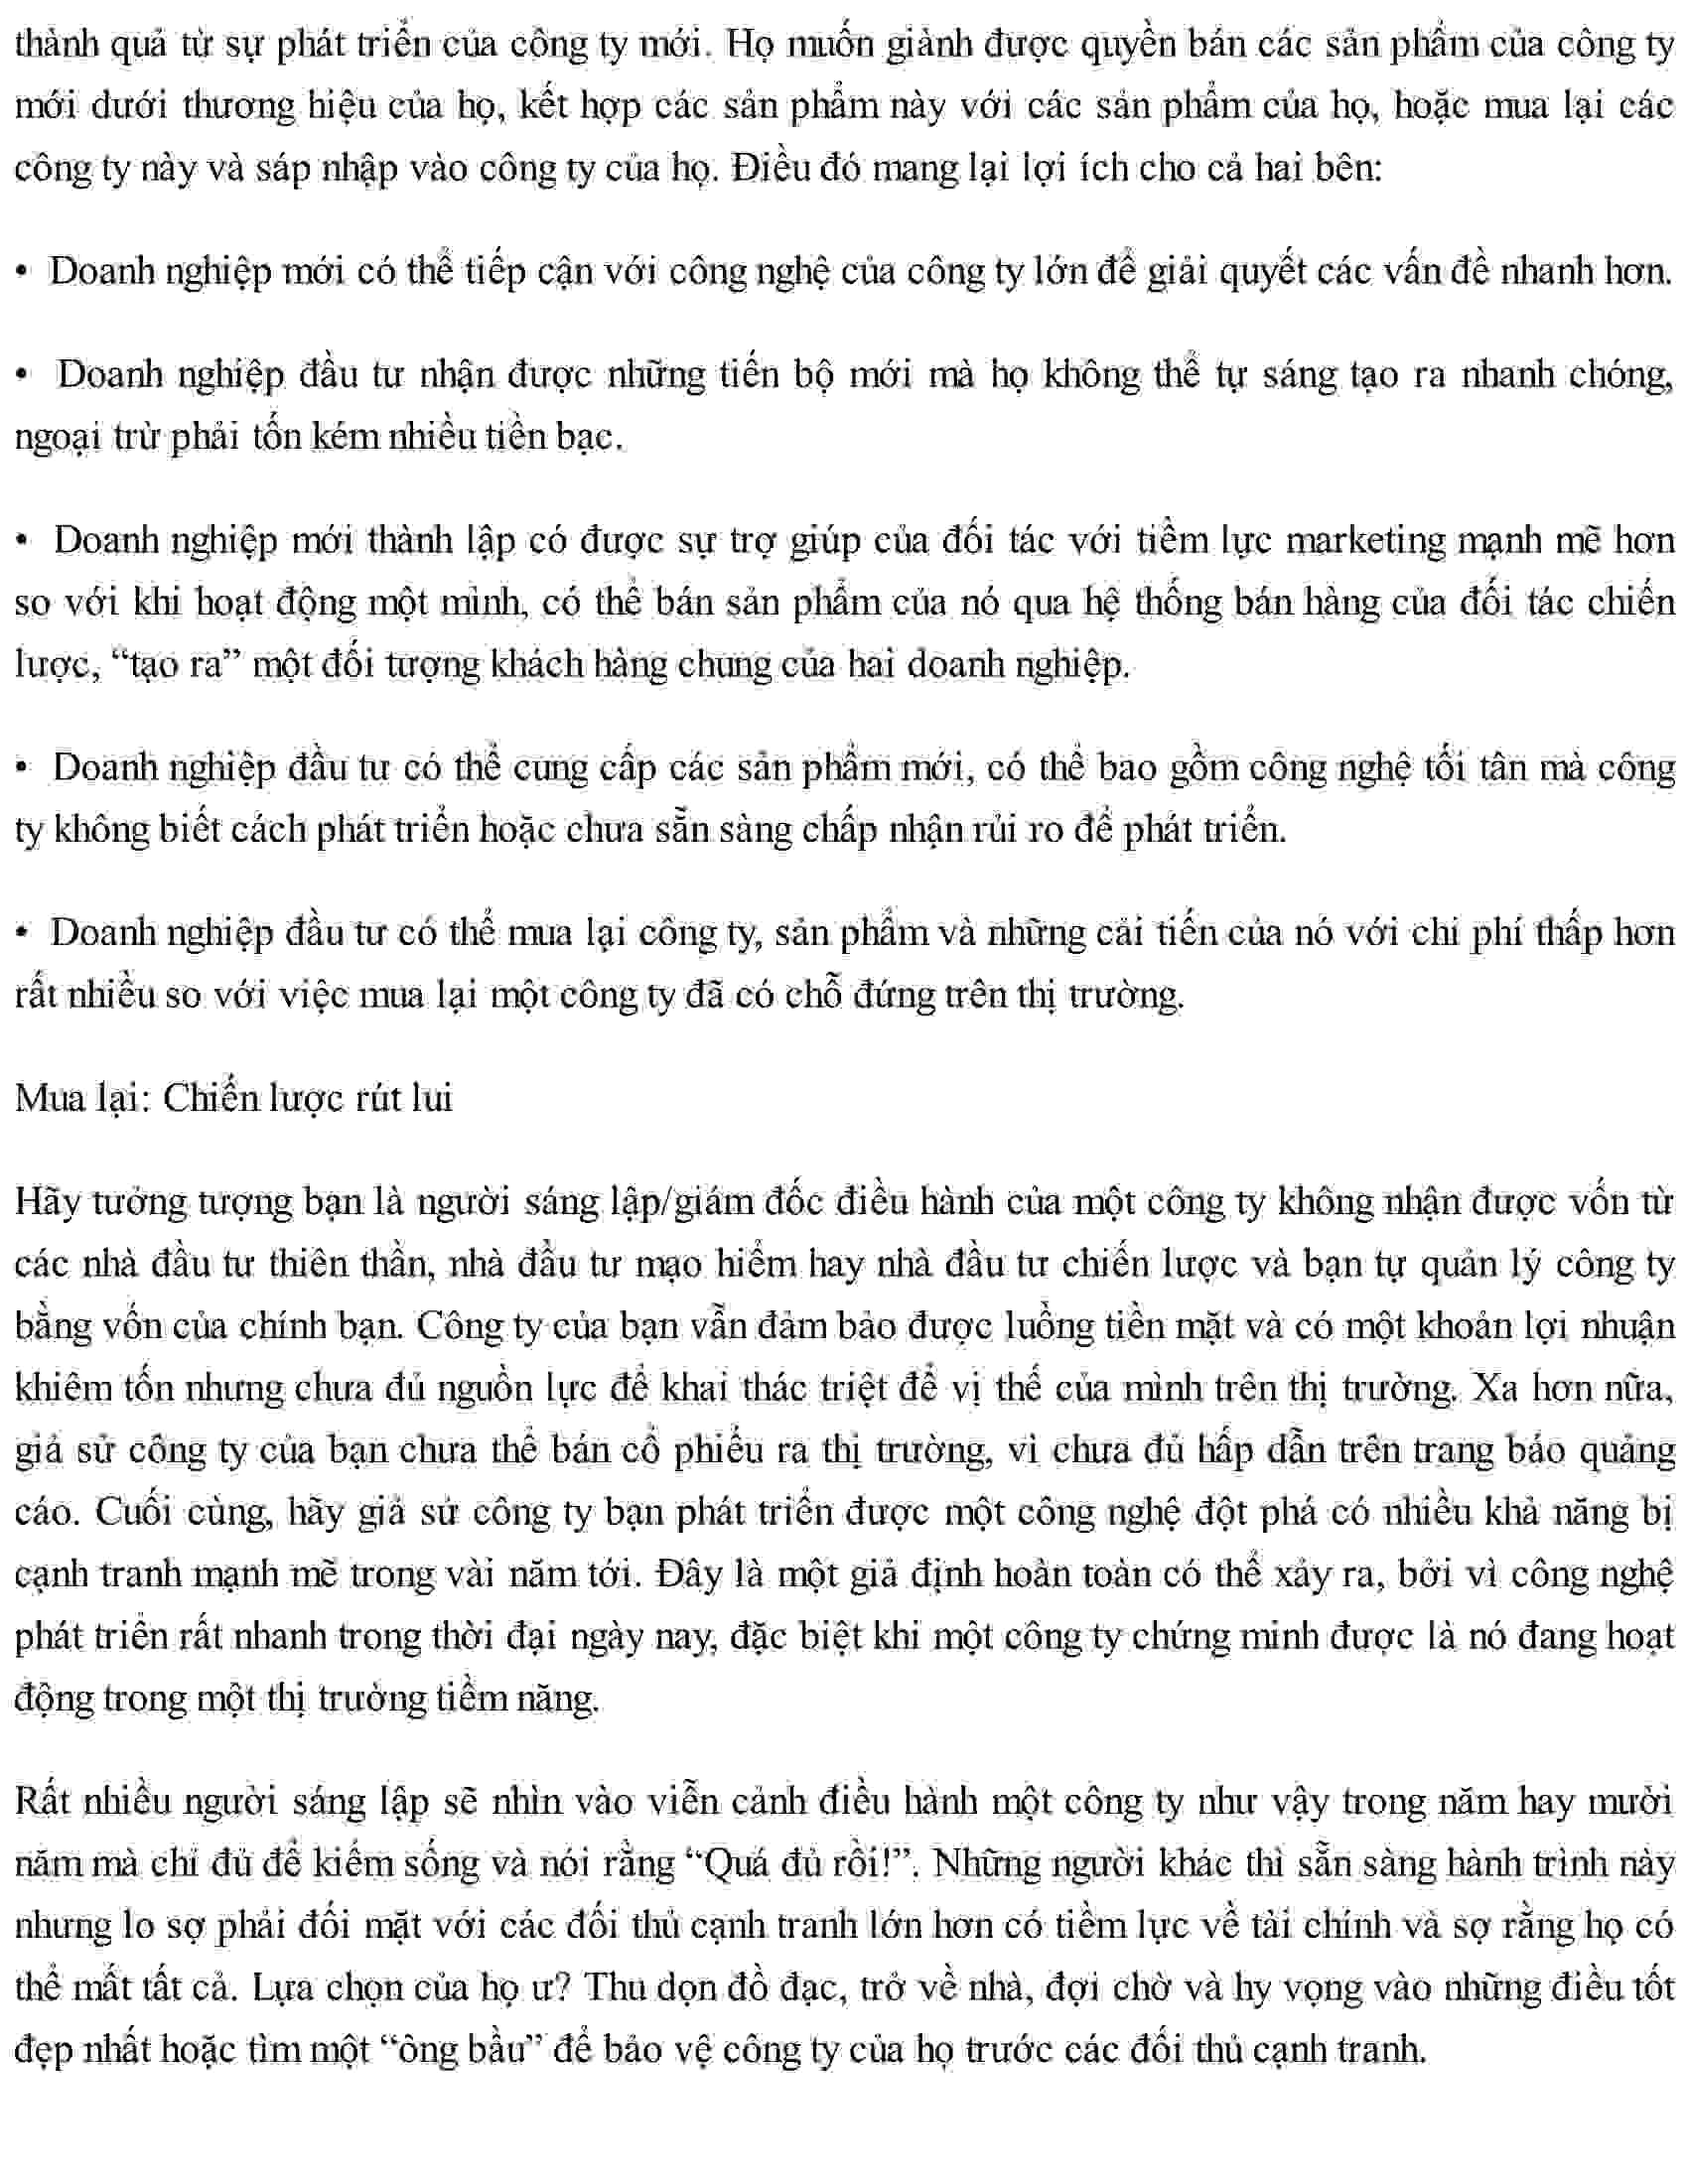 thành quả từ sự phát triển của công ty mới. Họ muốn giành được quyền bán các sản phẩm của công ty
mới dưới thương hiệu của họ, kết hợp các sản phẩm này với các sản phẩm của họ, hoặc mua lại các
công ty này và sáp nhập vào công ty của họ. Điều đó mang lại lợi ích cho cả hai bên:
• Doanh nghiệp mới có thể tiếp cận với công nghệ của công ty lớn để giải quyết các vấn đề nhanh hơn.
• Doanh nghiệp đầu tư nhận được những tiến bộ mới mà họ không thể tự sáng tạo ra nhanh chóng,
ngoại trừ phải tốn kém nhiều tiền bạc.
• Doanh nghiệp mới thành lập có được sự trợ giúp của đối tác với tiềm lực marketing mạnh mẽ hơn
so với khi hoạt động một mình, có thể bán sản phẩm của nó qua hệ thống bán hàng của đối tác chiến
lược, “tạo ra” một đối tượng khách hàng chung của hai doanh nghiệp.
• Doanh nghiệp đầu tư có thể cung cấp các sản phẩm mới, có thể bao gồm công nghệ tối tân mà công
ty không biết cách phát triển hoặc chưa sẵn sàng chấp nhận rủi ro để phát triển.
• Doanh nghiệp đầu tư có thể mua lại công ty, sản phẩm và những cải tiến của nó với chi phí thấp hơn
rất nhiều so với việc mua lại một công ty đã có chỗ đứng trên thị trường.
Mua lại: Chiến lược rút lui
Hãy tưởng tượng bạn là người sáng lập/giám đốc điều hành của một công ty không nhận được vốn từ
các nhà đầu tư thiên thần, nhà đầu tư mạo hiểm hay nhà đầu tư chiến lược và bạn tự quản lý công ty
bằng vốn của chính bạn. Công ty của bạn vẫn đảm bảo được luồng tiền mặt và có một khoản lợi nhuận
khiêm tốn nhưng chưa đủ nguồn lực để khai thác triệt để vị thế của mình trên thị trường. Xa hơn nữa,
giả sử công ty của bạn chưa thể bán cổ phiếu ra thị trường, vì chưa đủ hấp dẫn trên trang báo quảng
cáo. Cuối cùng, hãy giả sử công ty bạn phát triển được một công nghệ đột phá có nhiều khả năng bị
cạnh tranh mạnh mẽ trong vài năm tới. Đây là một giả định hoàn toàn có thể xảy ra, bởi vì công nghệ
phát triển rất nhanh trong thời đại ngày nay, đặc biệt khi một công ty chứng minh được là nó đang hoạt
động trong một thị trường tiềm năng.
Rất nhiều người sáng lập sẽ nhìn vào viễn cảnh điều hành một công ty như vậy trong năm hay mười
năm mà chỉ đủ để kiếm sống và nói rằng “Quá đủ rồi!”. Những người khác thì sẵn sàng hành trình này
nhưng lo sợ phải đối mặt với các đối thủ cạnh tranh lớn hơn có tiềm lực về tài chính và sợ rằng họ có
thể mất tất cả. Lựa chọn của họ ư? Thu dọn đồ đạc, trở về nhà, đợi chờ và hy vọng vào những điều tốt
đẹp nhất hoặc tìm một “ông bầu” để bảo vệ công ty của họ trước các đối thủ cạnh tranh.